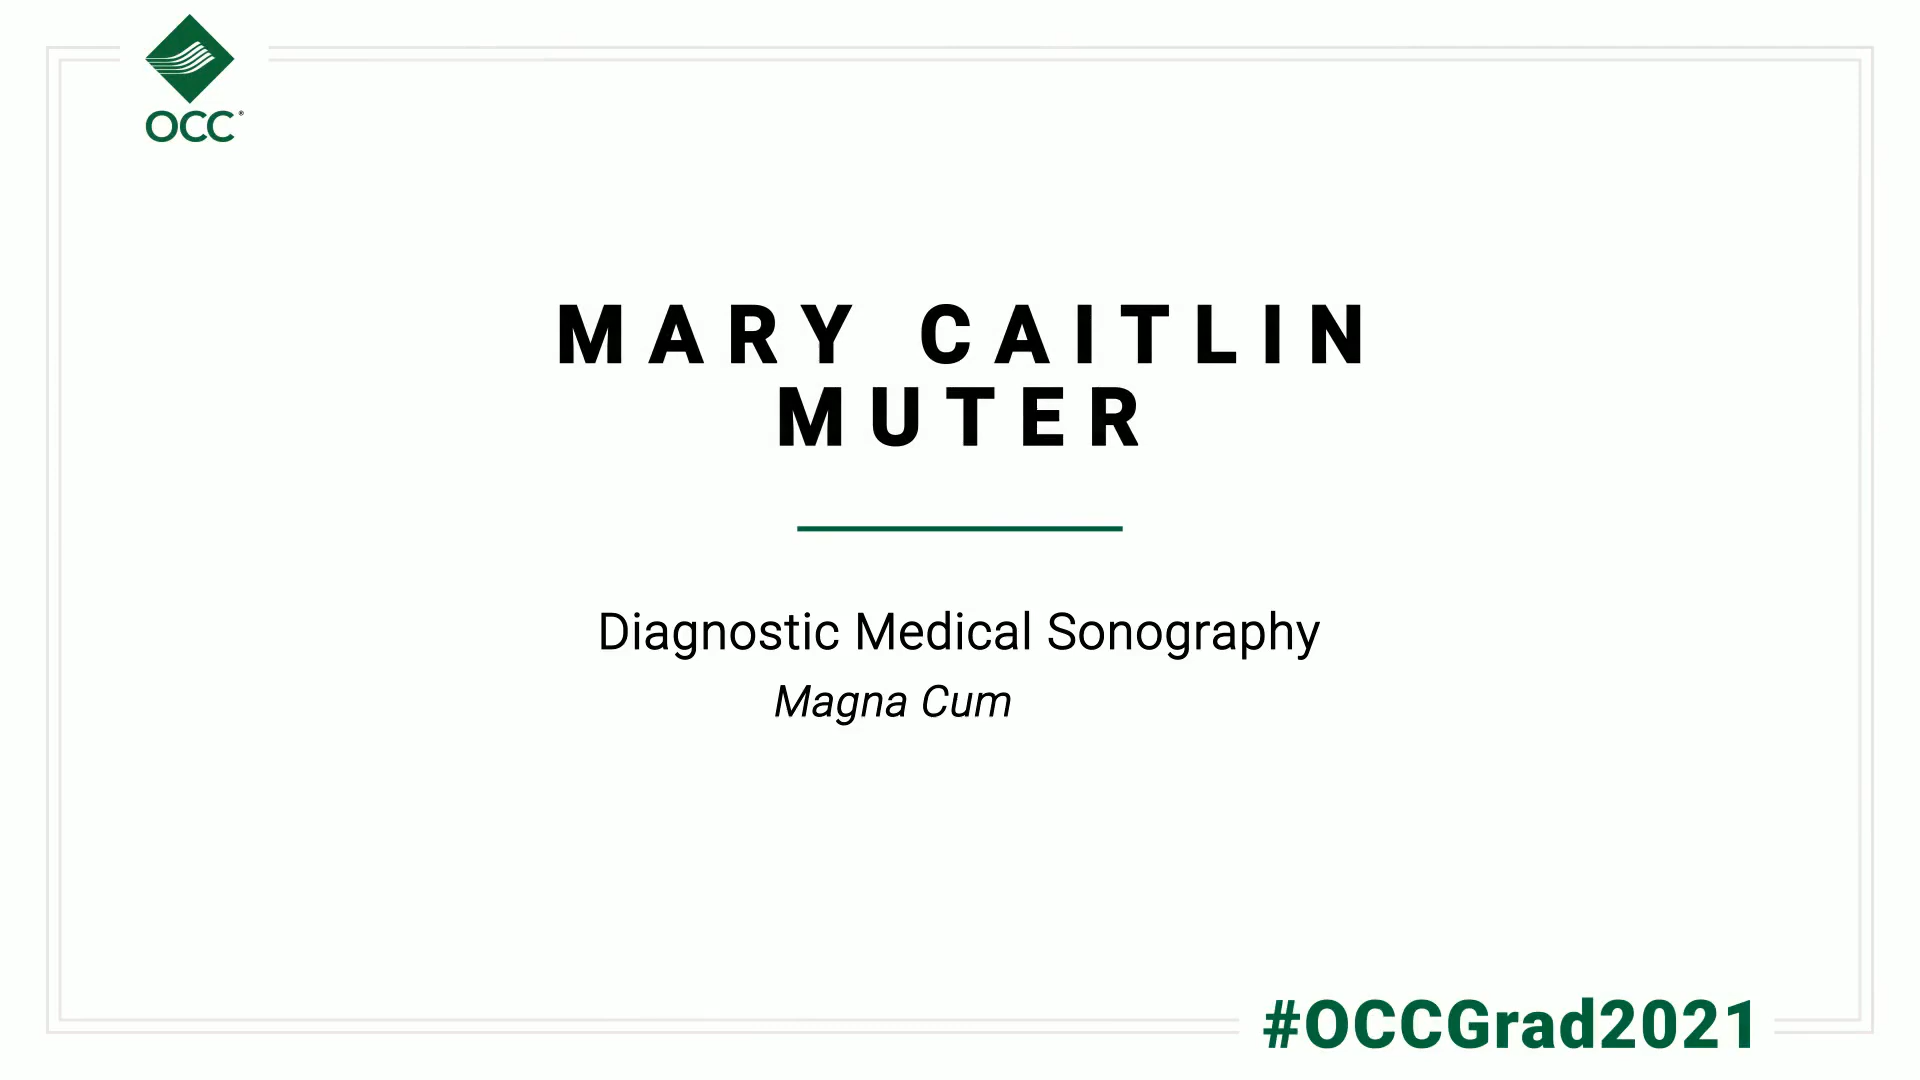 OCC®
MARY CAITLIN
MUTER
Diagnostic Medical Sonography
Magna Cum
#OCCGrad2021